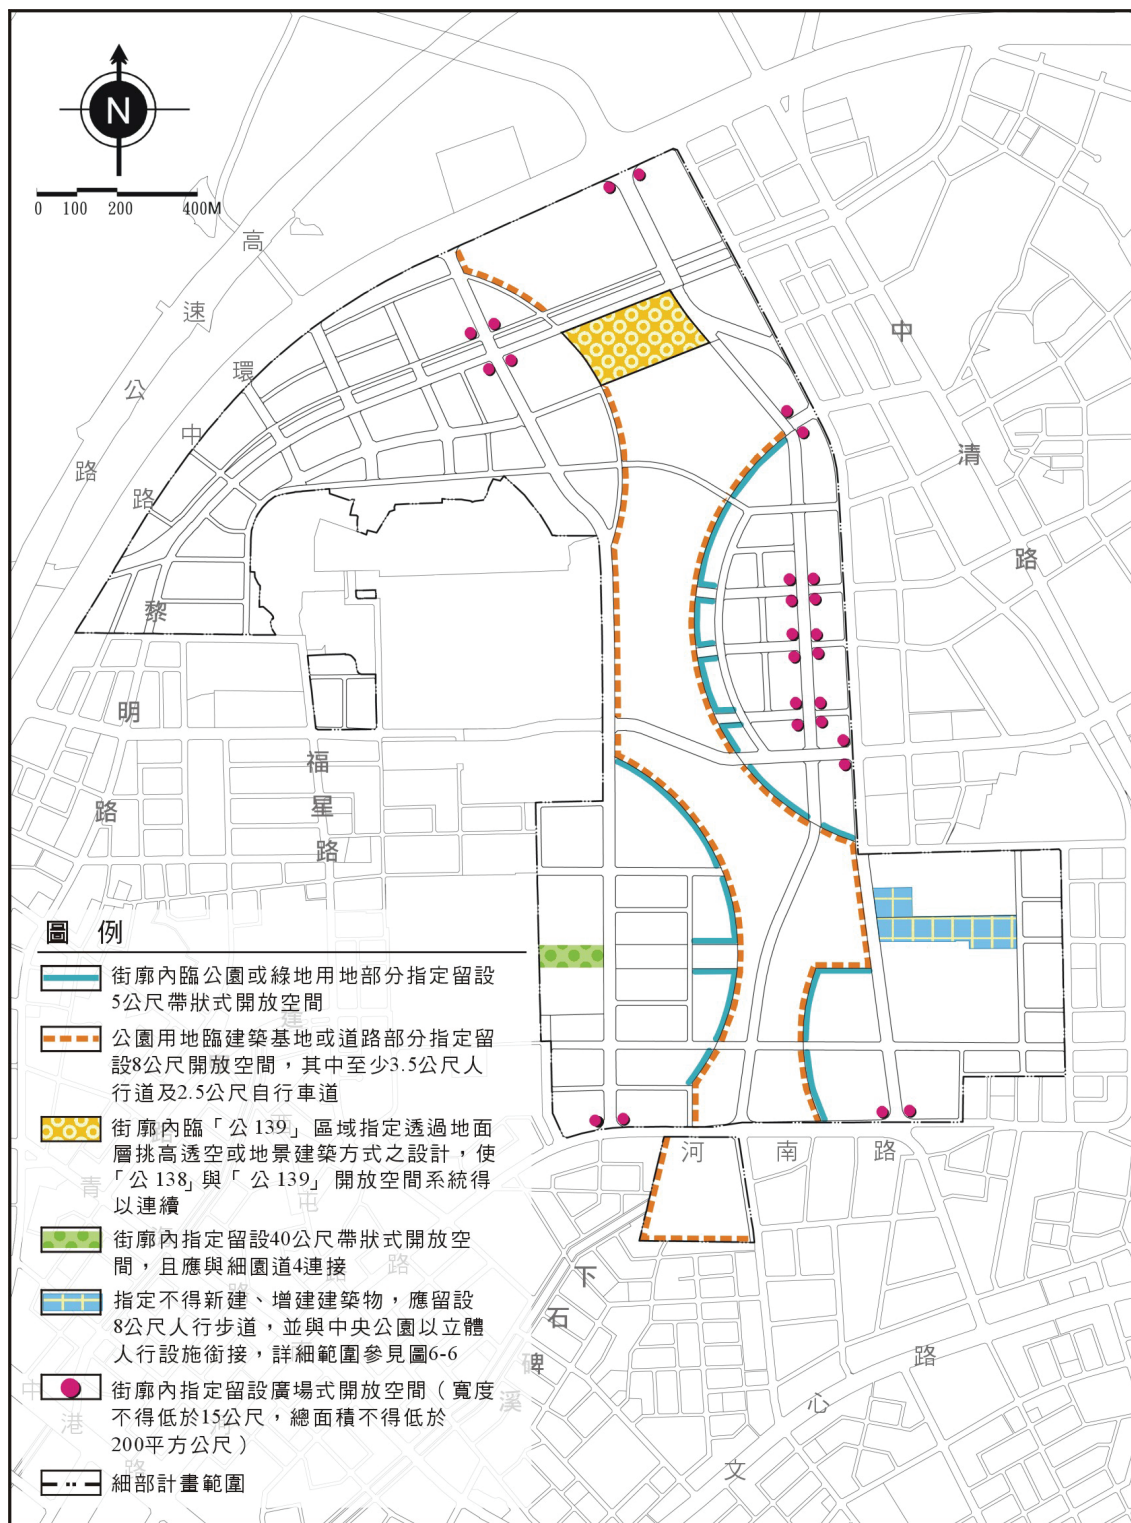 N
0 100 200 400M
高
速
公
路
環
中
路
中
清
路
黎
明
路
福
星
路
圖 例
街廓內臨公園或綠地用地部分指定留設
5公尺帶狀式開放空間
公園用地臨建築基地或道路部分指定留
設8公尺開放空間，其中至少3.5公尺人
行道及2.5公尺自行車道
街廓內臨「公139」區域指定透過地面
層挑高透空或地景建築方式之設計，使
「公138」與「公139」開放空間系統得
以連續
街廓內指定留設40公尺帶狀式開放空
間，且應與細園道4連接
指定不得新建、增建建築物，應留設
8公尺人行步道，並與中央公園以立體
人行設施銜接，詳細範圍參見圖6-6
街廓內指定留設廣場式開放空間（寬度
不得低於15公尺，總面積不得低於
200平方公尺）
細部計畫範圍
河 南 路
下
石
碑
溪
文
心
路
西
屯
路
青
海
路
中
港
路